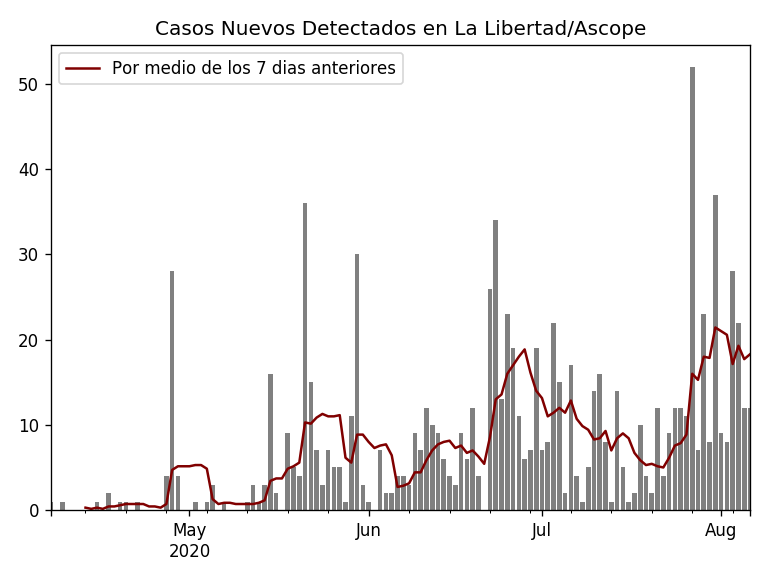 Casos Nuevos Detectados en La Libertad/Ascope
Por medio de los 7 dias anteriores
50
40
30
20
10
0
May
2020
Jun
Jul
Aug